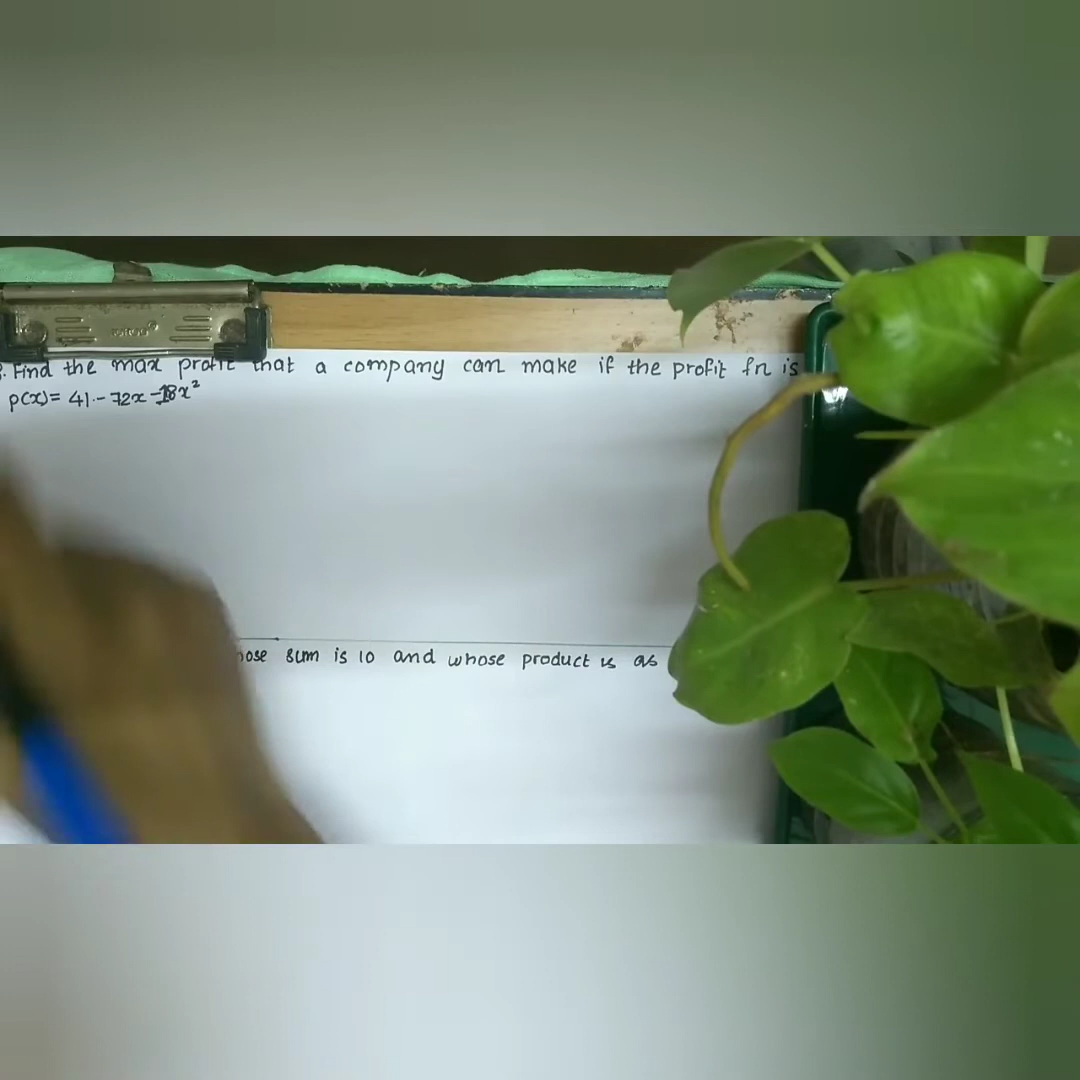 Find the max profit that a company can make if the profit fn is
p(x)= 41 - 72x - 18x²
sum is 10 and whose product is as